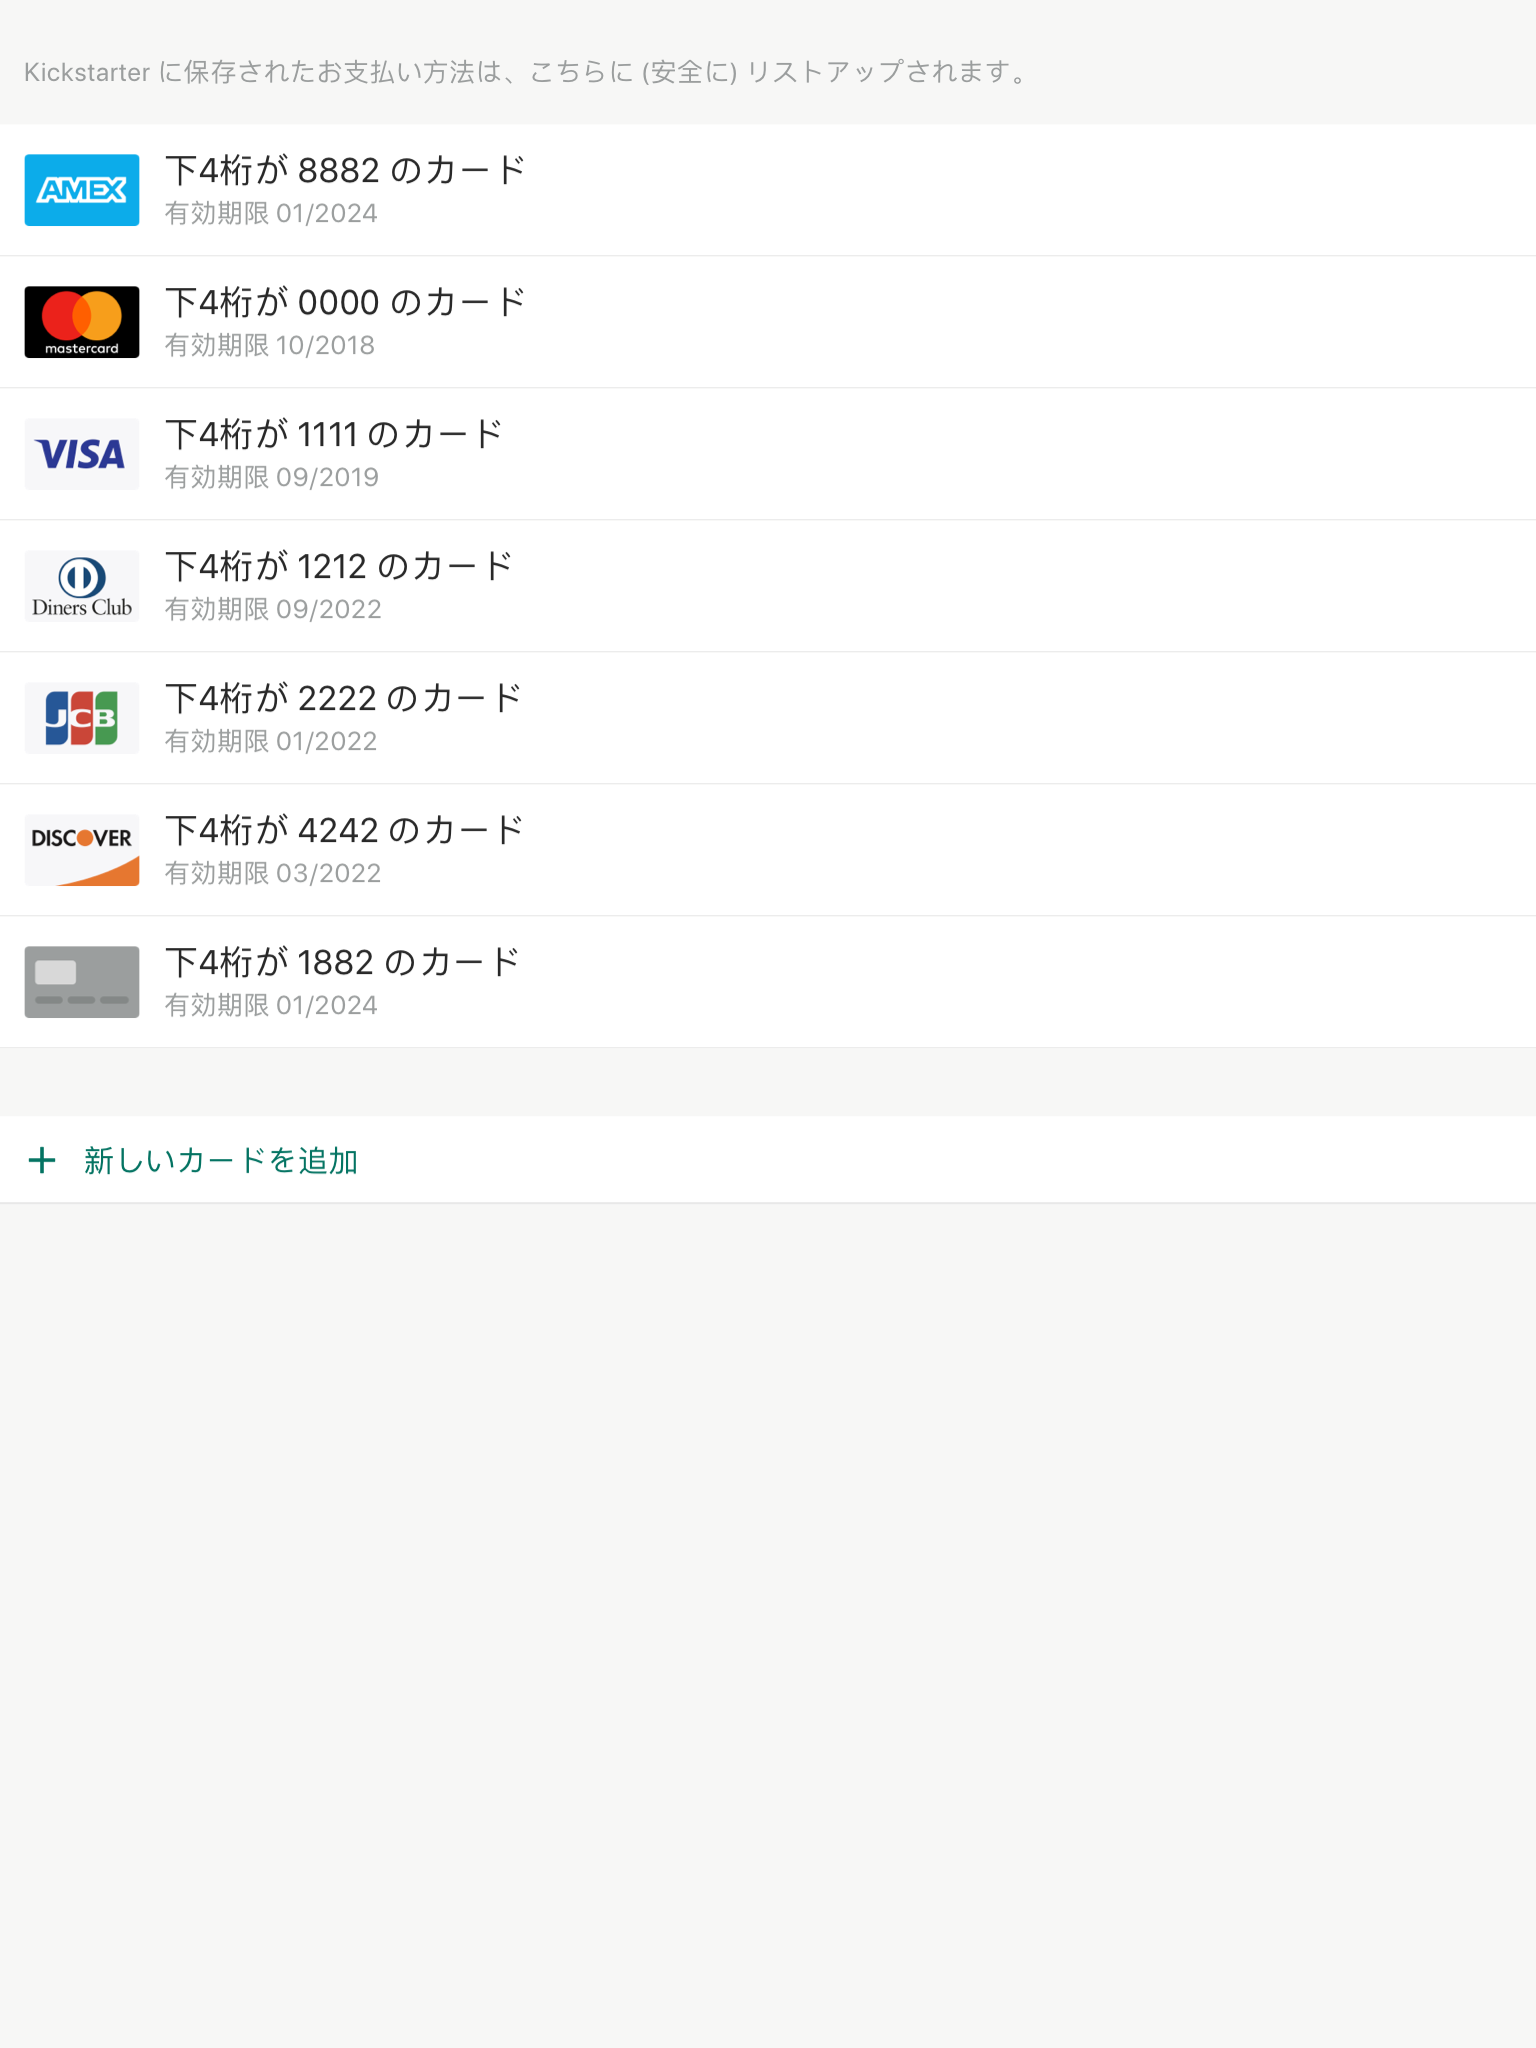 Kickstarter に保存されたお支払い方法は、こちらに (安全に) リストアップされます。
AMEX
下4桁が 8882 のカード
有効期限 01/2024
mastercard
下4桁が 0000 のカード
有効期限 10/2018
VISA
下4桁が 1111 のカード
有効期限 09/2019
Diners Club
下4桁が 1212 のカード
有効期限 09/2022
JCB
下4桁が 2222 のカード
有効期限 01/2022
DISCOVER
下4桁が 4242 のカード
有効期限 03/2022
下4桁が 1882 のカード
有効期限 01/2024
+ 新しいカードを追加